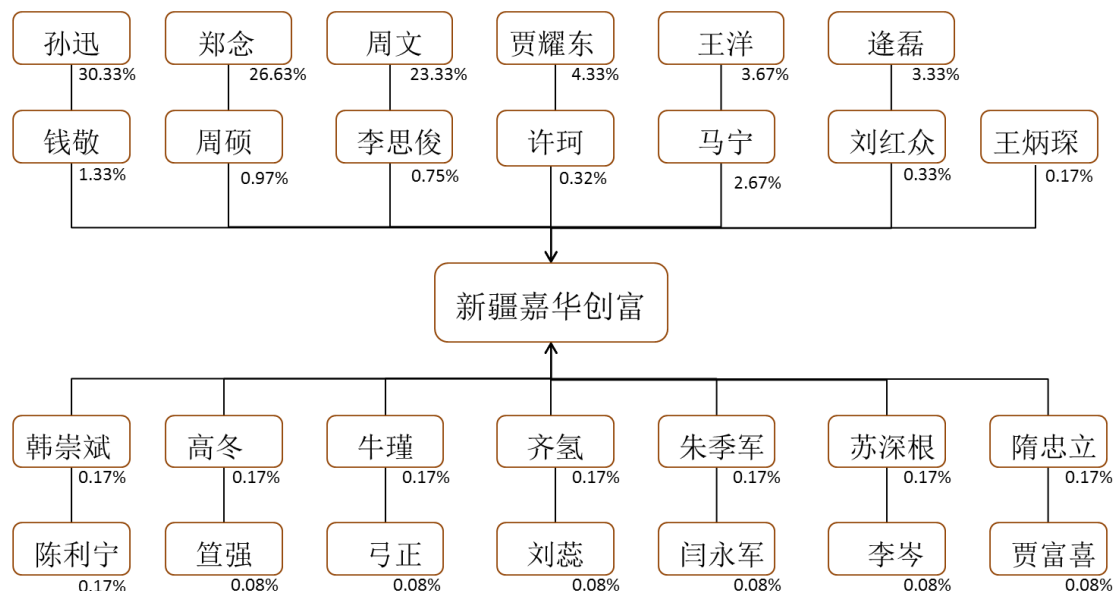 孙迅 郑念 周文 贾耀东 王洋 逄磊
30.33% 26.63% 23.33% 4.33% 3.67% 3.33%
钱敬 周硕 李思俊 许珂 马宁 刘红众 王炳琛
1.33% 0.97% 0.75% 0.32% 2.67% 0.33% 0.17%
新疆嘉华创富
韩崇斌 高冬 牛瑾 齐氢 朱季军 苏深根 隋忠立
0.17% 0.17% 0.17% 0.17% 0.17% 0.17% 0.17%
陈利宁 笪强 弓正 刘蕊 闫永军 李岑 贾富喜
0.17% 0.08% 0.08% 0.08% 0.08% 0.08% 0.08%